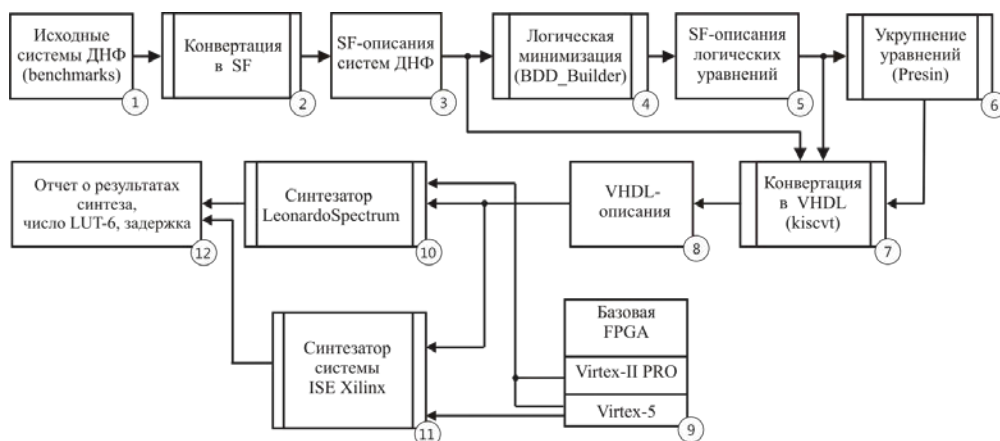 Исходные
системы ДНФ
(benchmarks)
1
Конвертация
в SF
2
SF-описания
систем ДНФ
3
Логическая
минимизация
(BDD_Builder)
4
SF-описания
логических
уравнений
5
Укрупнение
уравнений
(Presin)
6
Отчет о результатах
синтеза,
число LUT-6, задержка
12
Синтезатор
LeonardoSpectrum
10
VHDL-
описания
8
Конвертация
в VHDL
(kiscvt)
7
Синтезатор
системы
ISE Xilinx
11
Базовая
FPGA
Virtex-II PRO
Virtex-5
9